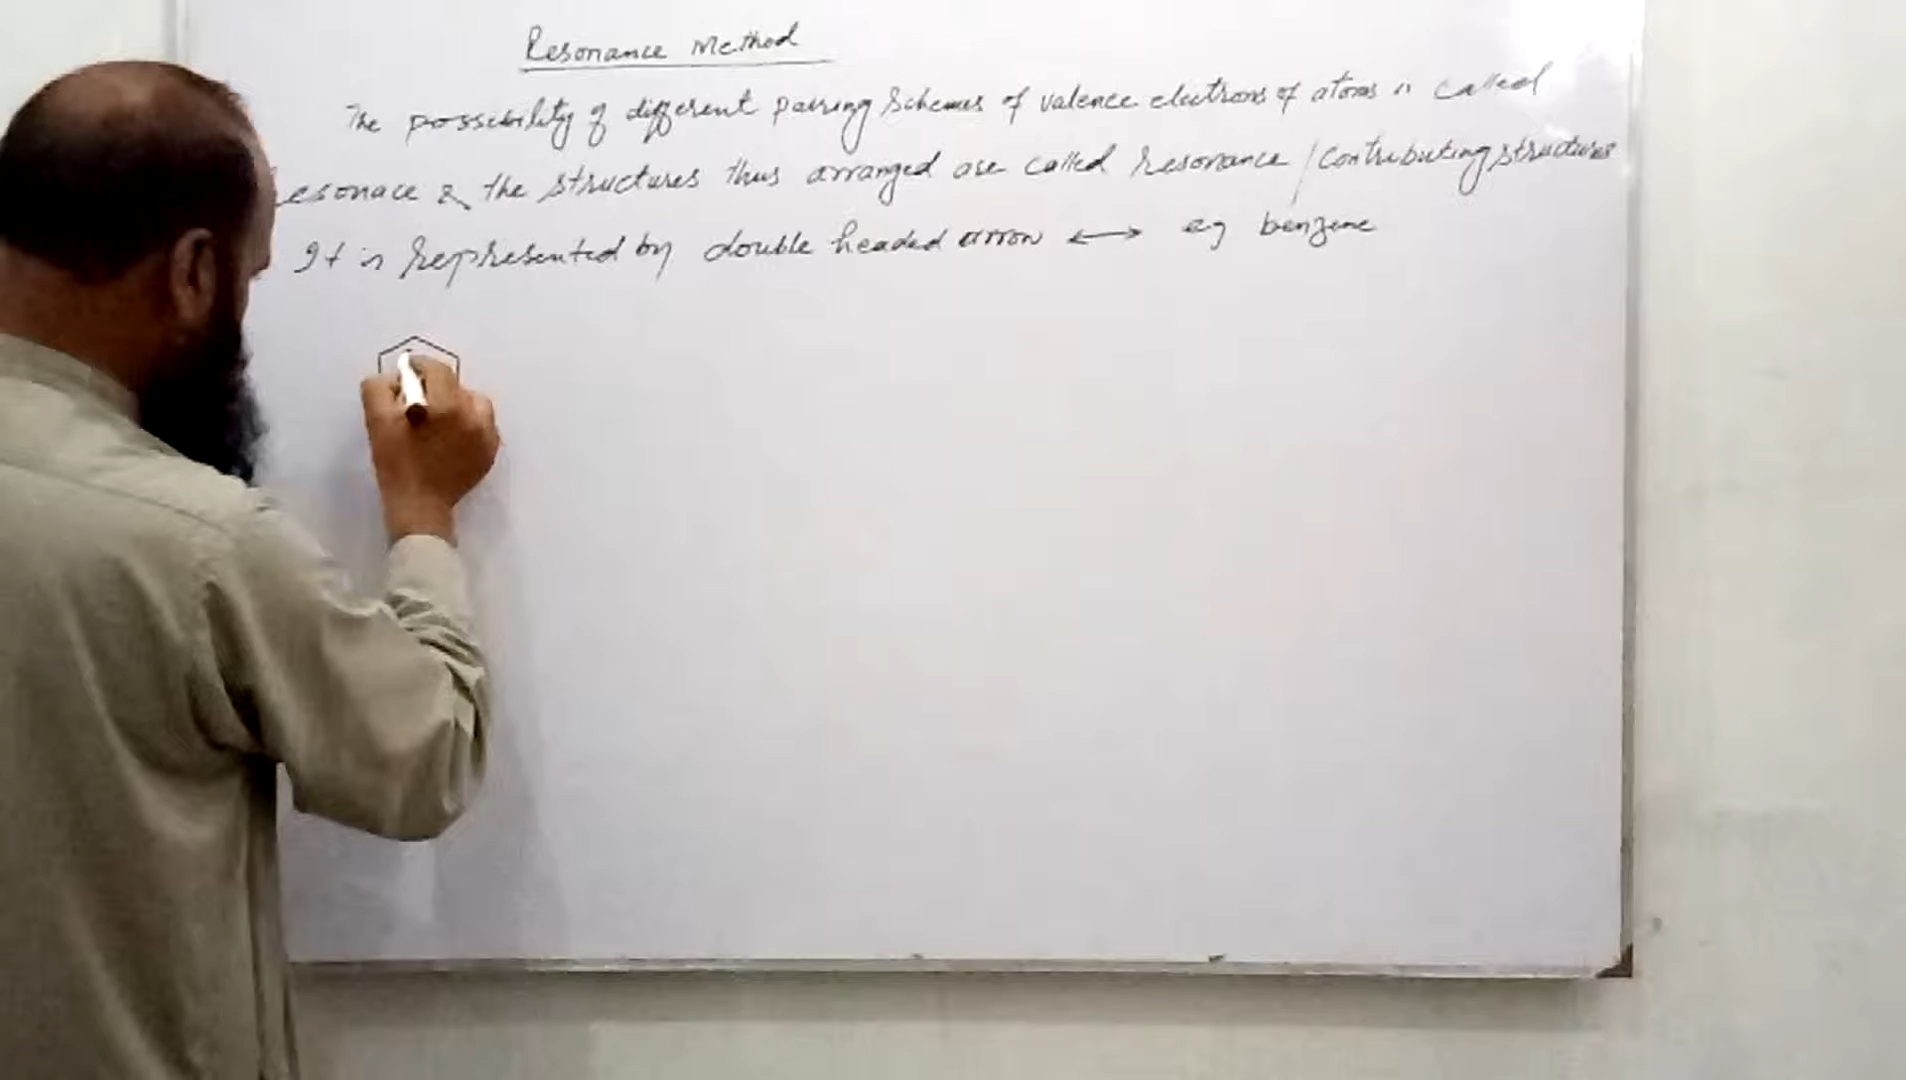 Resonance Method
The possibility of different pairing schemes of valence electrons of atoms is called
resonace & the structures thus arranged are called resonance / contributing structures
It is represented by double headed arrow ⟷ eg benzene